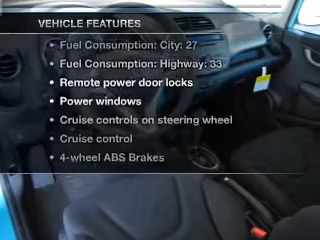 VEHICLE FEATURES
• Fuel Consumption: City: 27
• Fuel Consumption: Highway: 33
• Remote power door locks
• Power windows
• Cruise controls on steering wheel
• Cruise control
• 4-wheel ABS Brakes